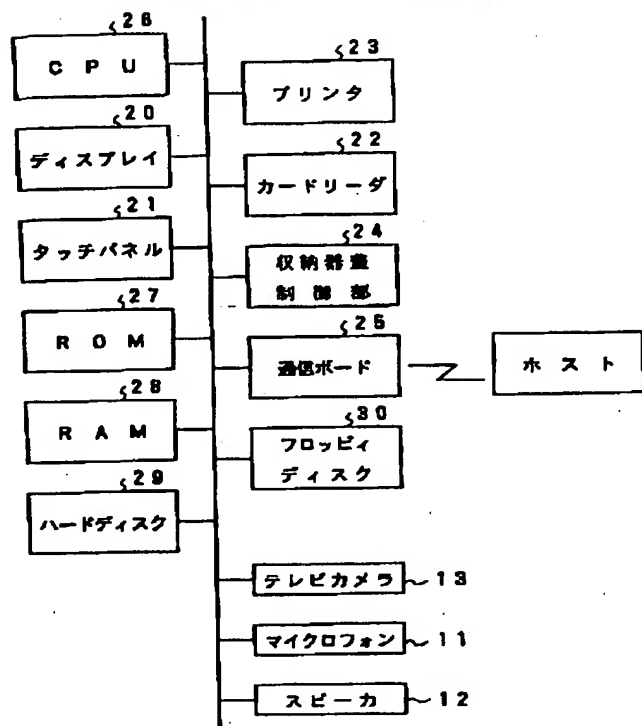 26
CPU
20
ディスプレイ
21
タッチパネル
27
ROM
28
RAM
29
ハードディスク
23
プリンタ
22
カードリーダ
24
収納器蓋
制御部
25
通信ボード
ホスト
30
フロッピィ
ディスク
テレビカメラ 13
マイクロフォン 11
スピーカ 12